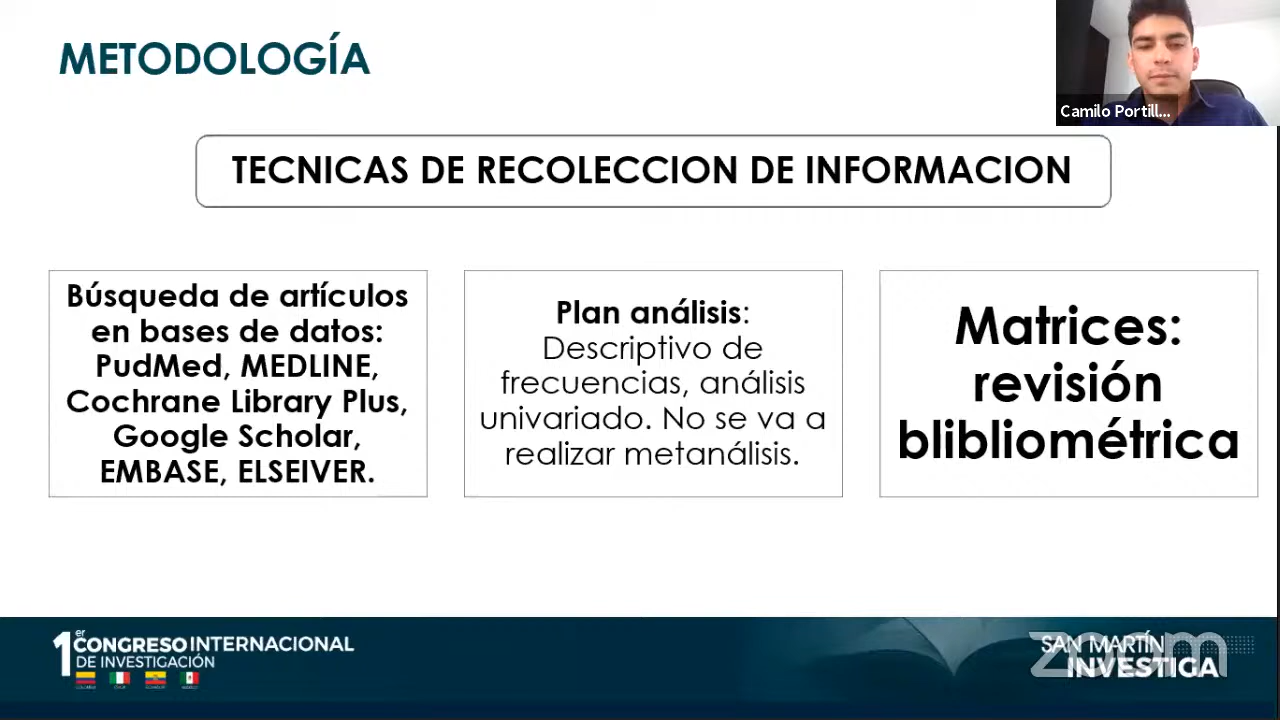 METODOLOGÍA
Camilo Portill...
TECNICAS DE RECOLECCION DE INFORMACION
Búsqueda de artículos
en bases de datos:
PudMed, MEDLINE,
Cochrane Library Plus,
Google Scholar,
EMBASE, ELSEIVER.
Plan análisis:
Descriptivo de
frecuencias, análisis
univariado. No se va a
realizar metanálisis.
Matrices:
revisión
blibliométrica
1er CONGRESO INTERNACIONAL
DE INVESTIGACIÓN
SAN MARTÍN
zoom
INVESTIGA